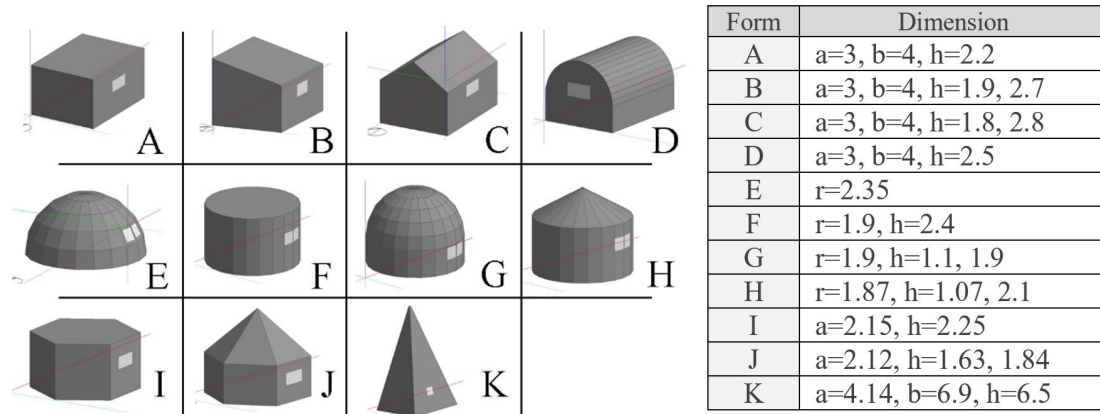 A
B
C
D
E
F
G
H
I
J
K
Form Dimension
A a=3, b=4, h=2.2
B a=3, b=4, h=1.9, 2.7
C a=3, b=4, h=1.8, 2.8
D a=3, b=4, h=2.5
E r=2.35
F r=1.9, h=2.4
G r=1.9, h=1.1, 1.9
H r=1.87, h=1.07, 2.1
I a=2.15, h=2.25
J a=2.12, h=1.63, 1.84
K a=4.14, b=6.9, h=6.5